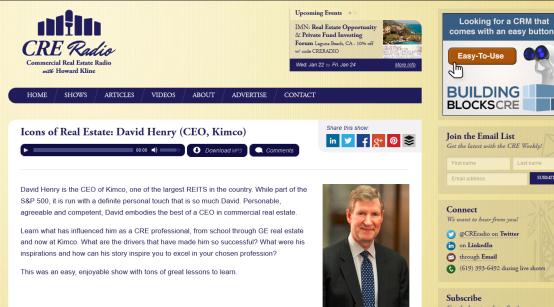 CRE Radio
Commercial Real Estate Radio
with Howard Kline
Upcoming Events
IMN: Real Estate Opportunity
& Private Fund Investing
Forum Laguna Beach, CA - 10% off
w/ code CRERADIO
Wed, Jan 22 to Fri, Jan 24
More info
Looking for a CRM that
comes with an easy button
Easy-To-Use
BUILDING
BLOCKSCRE
HOME
SHOWS
ARTICLES
VIDEOS
ABOUT
ADVERTISE
CONTACT
Icons of Real Estate: David Henry (CEO, Kimco)
00:00
Download MP3
Comments
Share this show:
David Henry is the CEO of Kimco, one of the largest REITS in the country. While part of the
S&P 500, it is run with a definite personal touch that is so much David. Personable,
agreeable and competent, David embodies the best of a CEO in commercial real estate.
Learn what has influenced him as a CRE professional, from school through GE real estate
and now at Kimco. What are the drivers that have made him so successful? What were his
inspirations and how can his story inspire you to excel in your chosen profession?
This was an easy, enjoyable show with tons of great lessons to learn.
Join the Email List
Get the latest with the CRE Weekly!
First name
Last name
Email address
Connect
We want to hear from you!
@CREradio on Twitter
on LinkedIn
through Email
(619) 393-6492 during live shows
Subscribe